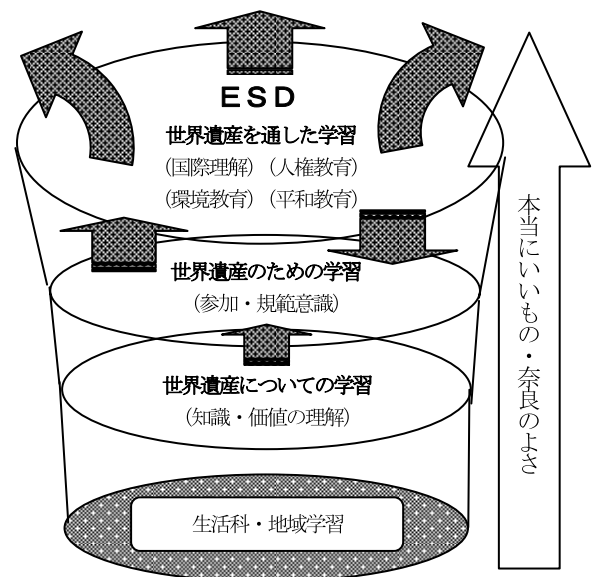 ESD
世界遺産を通した学習
(国際理解) (人権教育)
(環境教育) (平和教育)
世界遺産のための学習
(参加・規範意識)
世界遺産についての学習
(知識・価値の理解)
生活科・地域学習
本当にいいもの・奈良のよさ